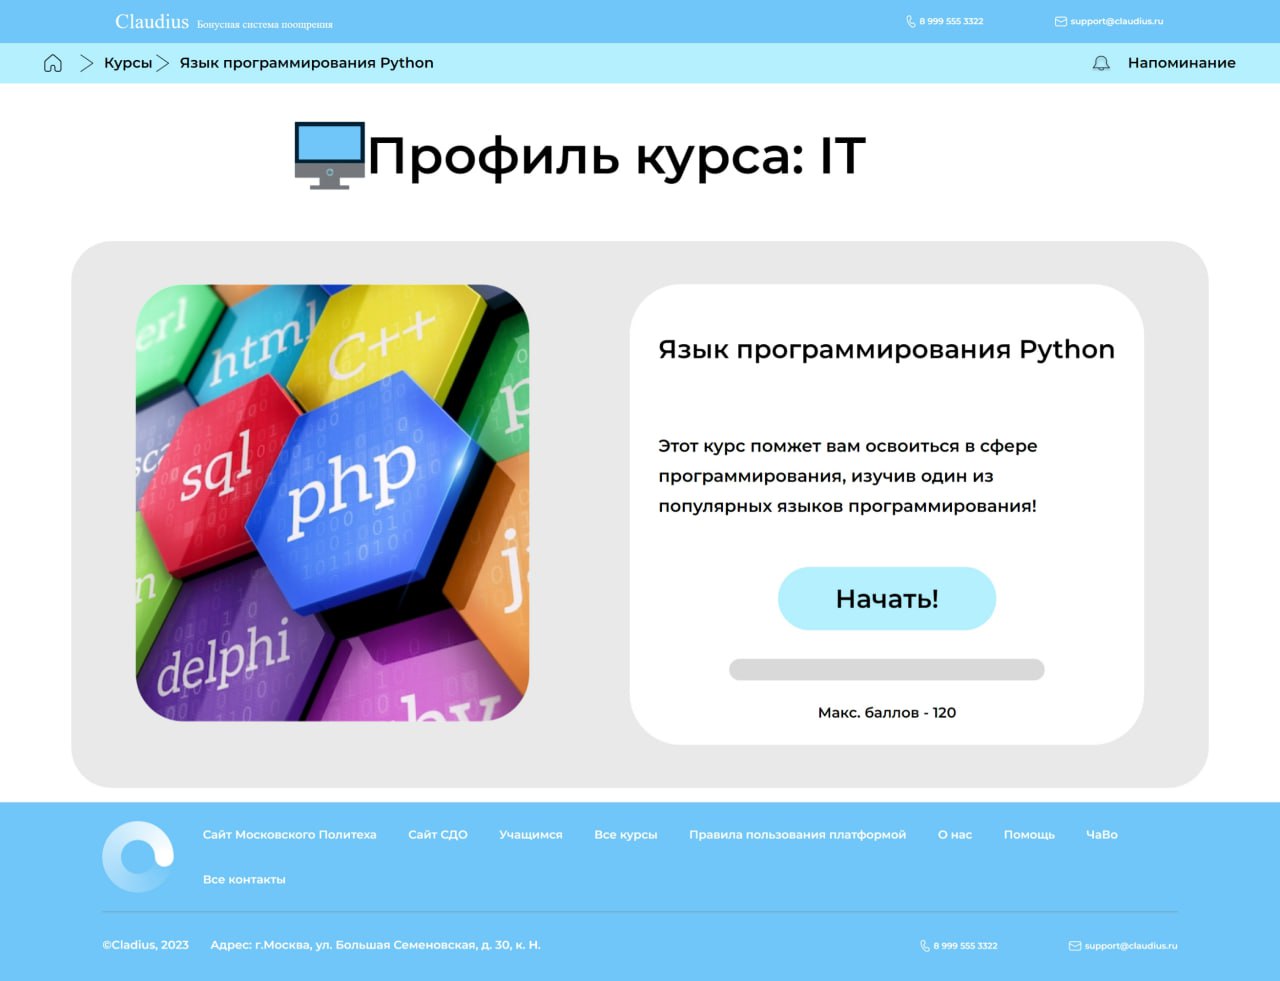 Claudius Бонусная система поощрения
8 999 555 3322
support@claudius.ru
Курсы
Язык программирования Python
Напоминание
Профиль курса: IT
html
C++
sql
php
delphi
Язык программирования Python
Этот курс помжет вам освоиться в сфере
программирования, изучив один из
популярных языков программирования!
Начать!
Макс. баллов - 120
Сайт Московского Политеха
Сайт СДО
Учащимся
Все курсы
Правила пользования платформой
О нас
Помощь
ЧаВо
Все контакты
©Cladius, 2023
Адрес: г.Москва, ул. Большая Семеновская, д. 30, к. Н.
8 999 555 3322
support@claudius.ru